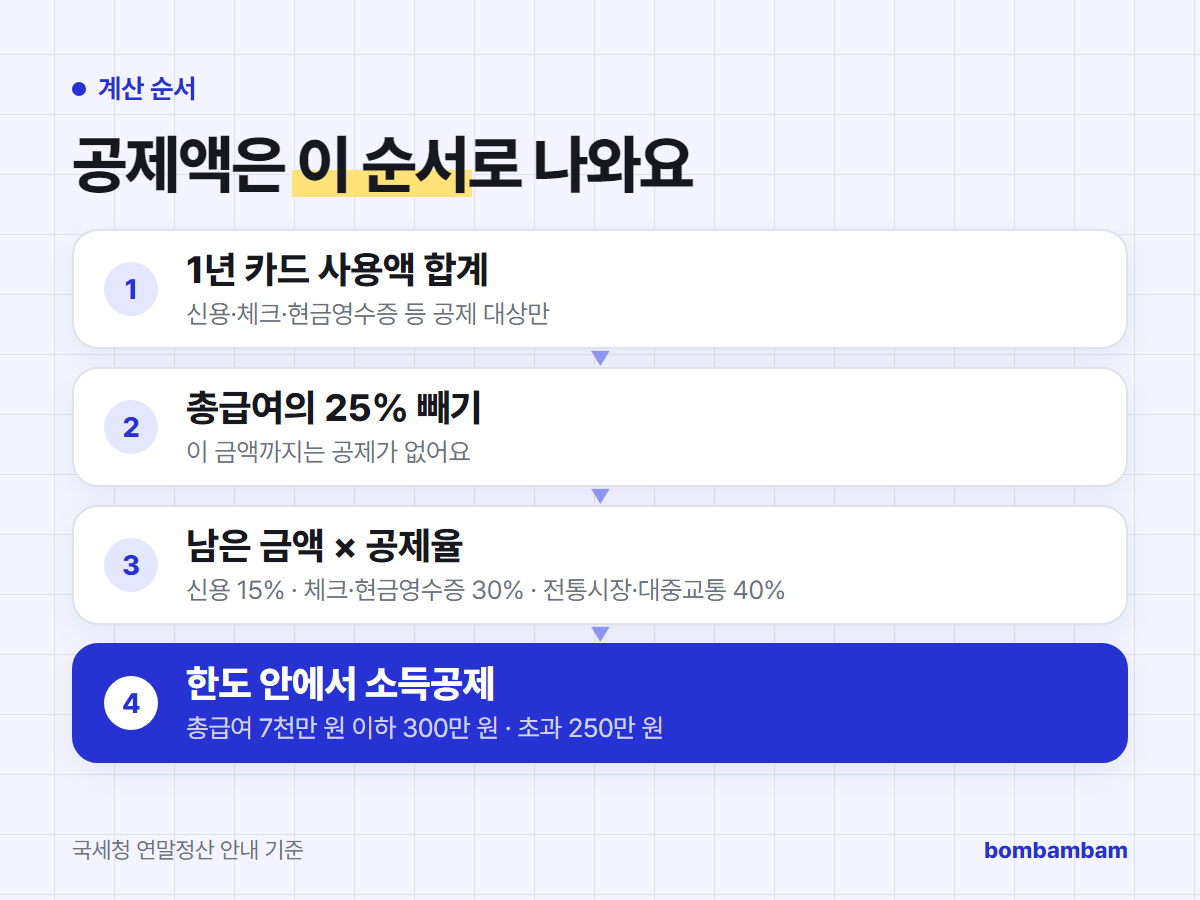 계산 순서
공제액은 이 순서로 나와요
1
1년 카드 사용액 합계
신용·체크·현금영수증 등 공제 대상만
2
총급여의 25% 빼기
이 금액까지는 공제가 없어요
3
남은 금액 × 공제율
신용 15% · 체크·현금영수증 30% · 전통시장·대중교통 40%
4
한도 안에서 소득공제
총급여 7천만 원 이하 300만 원 · 초과 250만 원
국세청 연말정산 안내 기준
bombambam